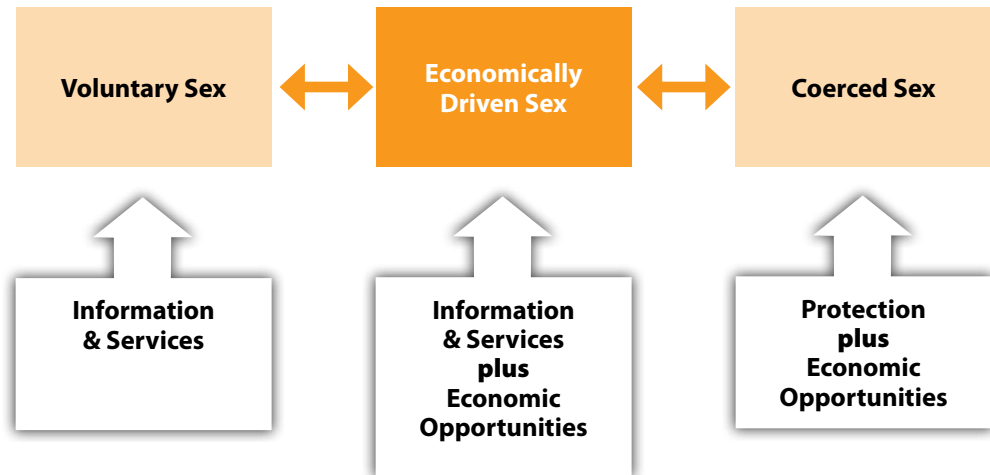 Voluntary Sex
Economically
Driven Sex
Coerced Sex
Information
& Services
Information
& Services
plus
Economic
Opportunities
Protection
plus
Economic
Opportunities